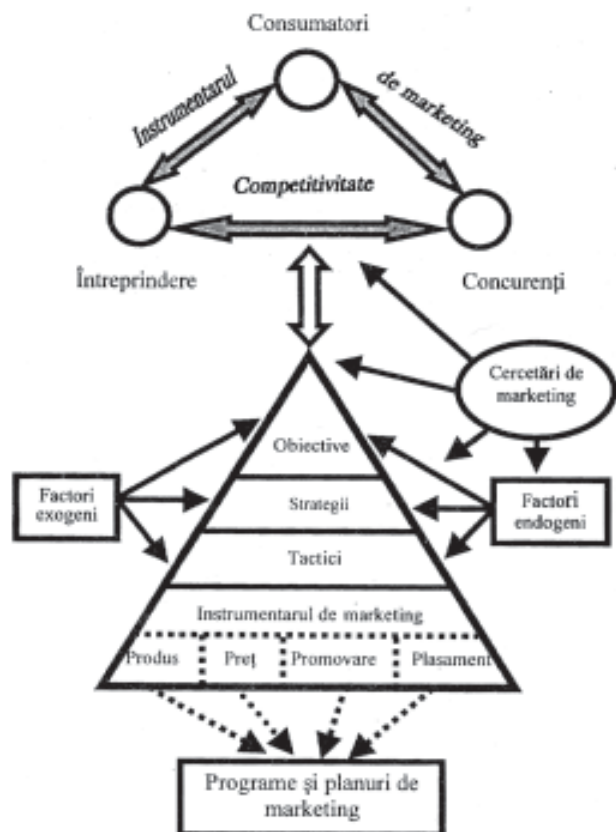 Consumatori
Instrumentarul
de marketing
Competitivitate
Întreprindere
Concurenți
Cercetări de
marketing
Obiective
Factori
exogeni
Strategii
Factori
endogeni
Tactici
Instrumentarul de marketing
Produs
Preț
Promovare
Plasament
Programe și planuri de
marketing